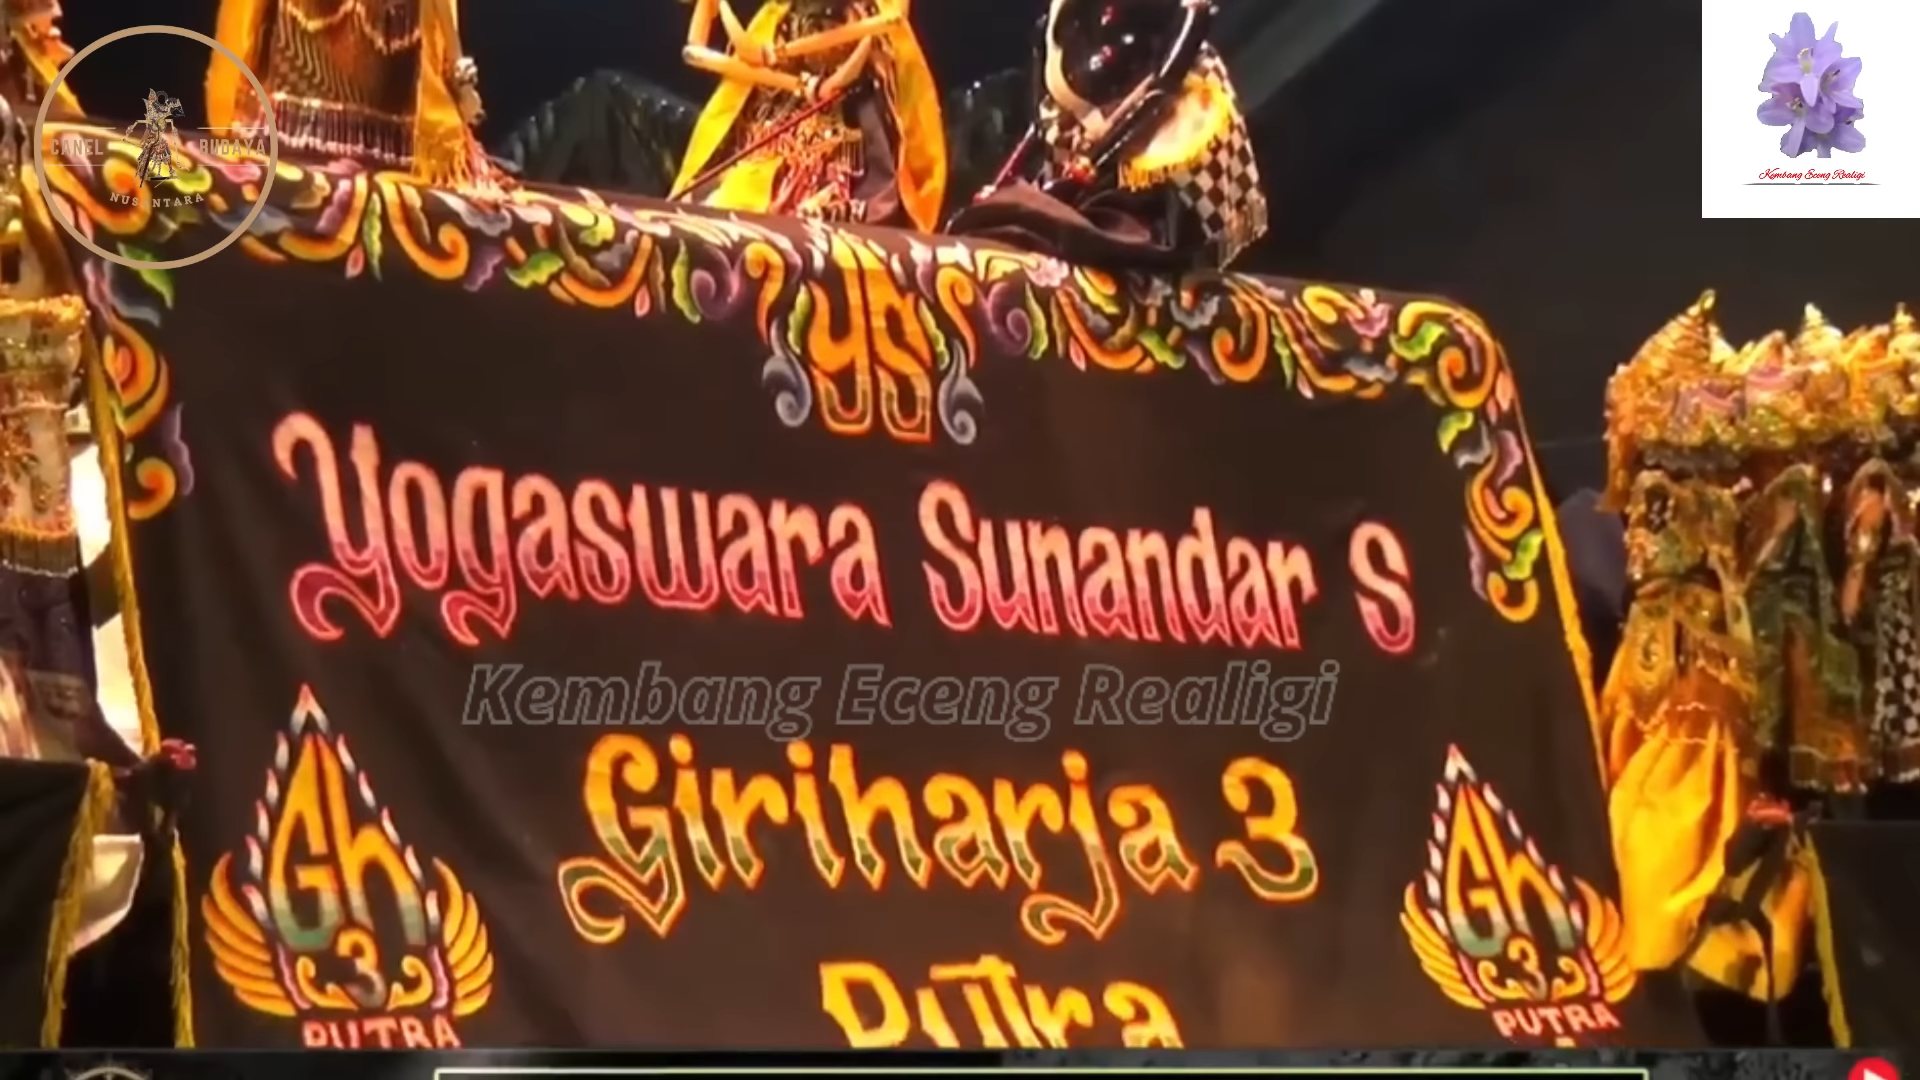 CANEL BUDAYA
NUSANTARA
Kembang Eceng Realigi
YS
Yogaswara Sunandar S
Kembang Eceng Realigi
Giriharja 3
Putra
Gh
3
PUTRA
Gh
3
PUTRA